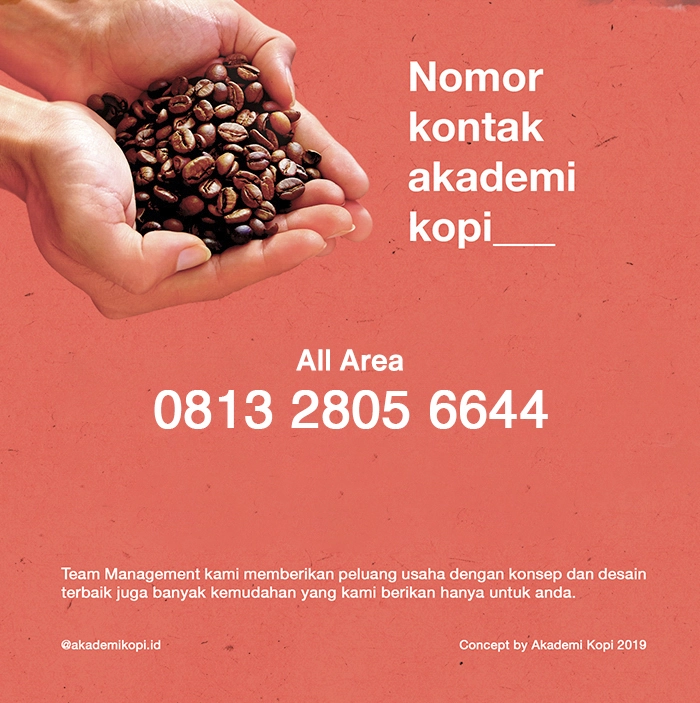 Nomor
kontak
akademi
kopi___
All Area
0813 2805 6644
Team Management kami memberikan peluang usaha dengan konsep dan desain
terbaik juga banyak kemudahan yang kami berikan hanya untuk anda.
@akademikopi.id
Concept by Akademi Kopi 2019